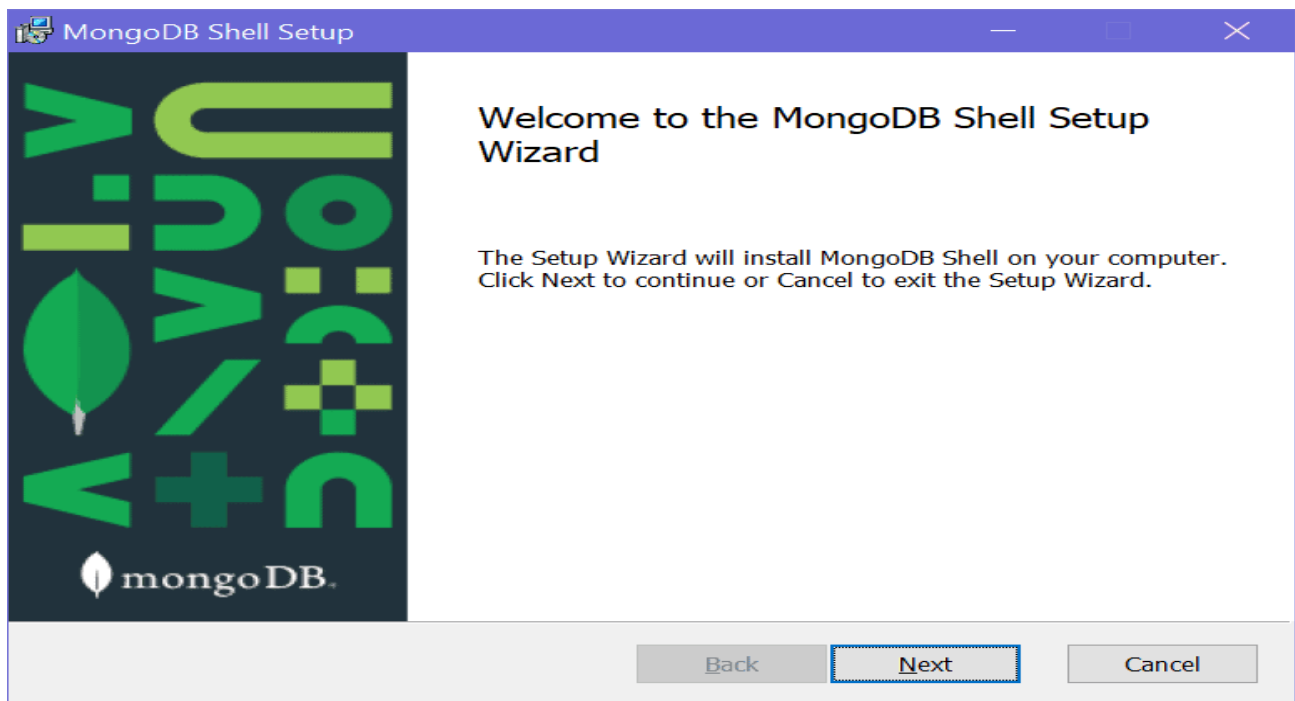 MongoDB Shell Setup
Welcome to the MongoDB Shell Setup
Wizard
The Setup Wizard will install MongoDB Shell on your computer.
Click Next to continue or Cancel to exit the Setup Wizard.
mongoDB.
Back
Next
Cancel